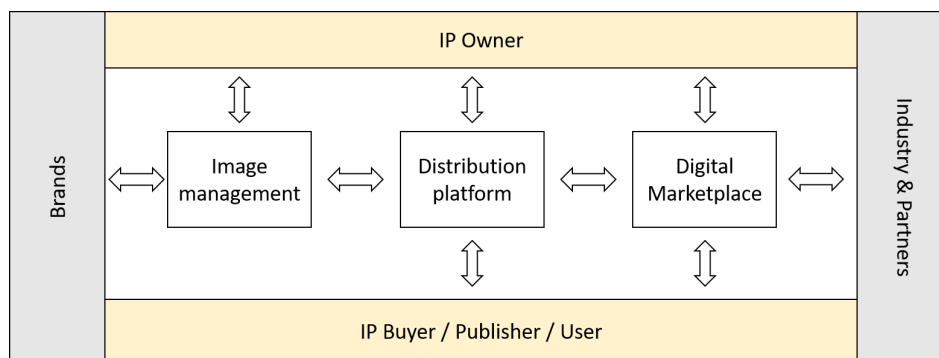 IP Owner
Brands
Image
management
Distribution
platform
Digital
Marketplace
Industry & Partners
IP Buyer / Publisher / User